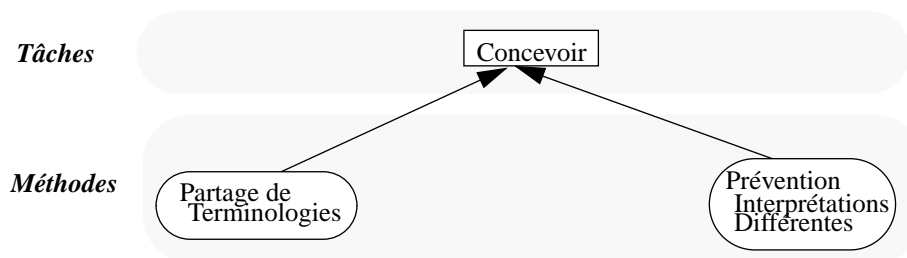 Tâches
Concevoir
Méthodes
Partage de
Terminologies
Prévention
Interprétations
Différentes